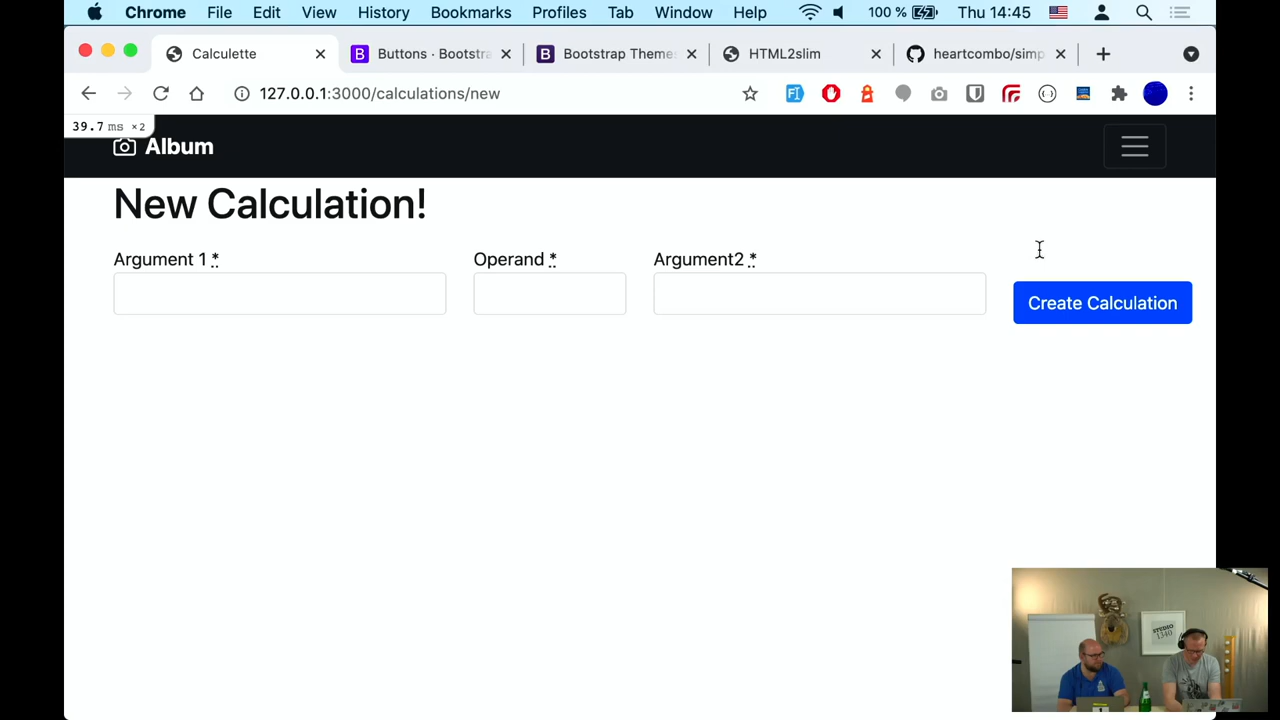 Chrome File Edit View History Bookmarks Profiles Tab Window Help 100 % Thu 14:45
Calculette Buttons · Bootstra Bootstrap Theme HTML2slim heartcombo/simp
127.0.0.1:3000/calculations/new
39.7 ms ×2
Album
New Calculation!
Argument 1 * Operand * Argument2 *
Create Calculation
STUDIO
1340